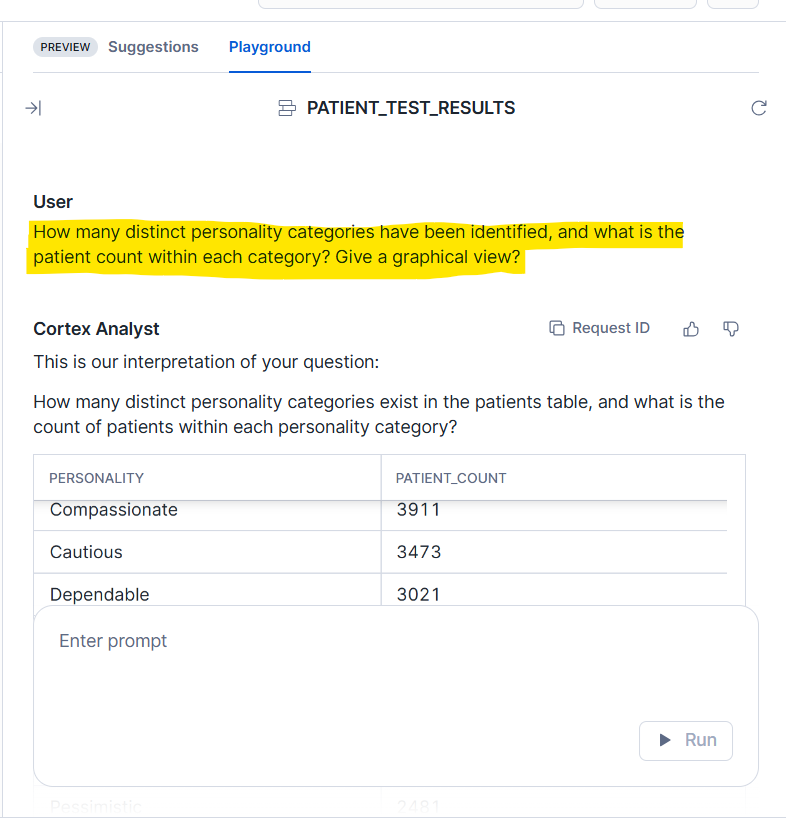 PREVIEW Suggestions Playground
PATIENT_TEST_RESULTS
User
How many distinct personality categories have been identified, and what is the
patient count within each category? Give a graphical view?
Cortex Analyst
Request ID
This is our interpretation of your question:
How many distinct personality categories exist in the patients table, and what is the
count of patients within each personality category?
PERSONALITY PATIENT_COUNT
Compassionate 3911
Cautious 3473
Dependable 3021
Enter prompt
Run
Pessimistic 2481